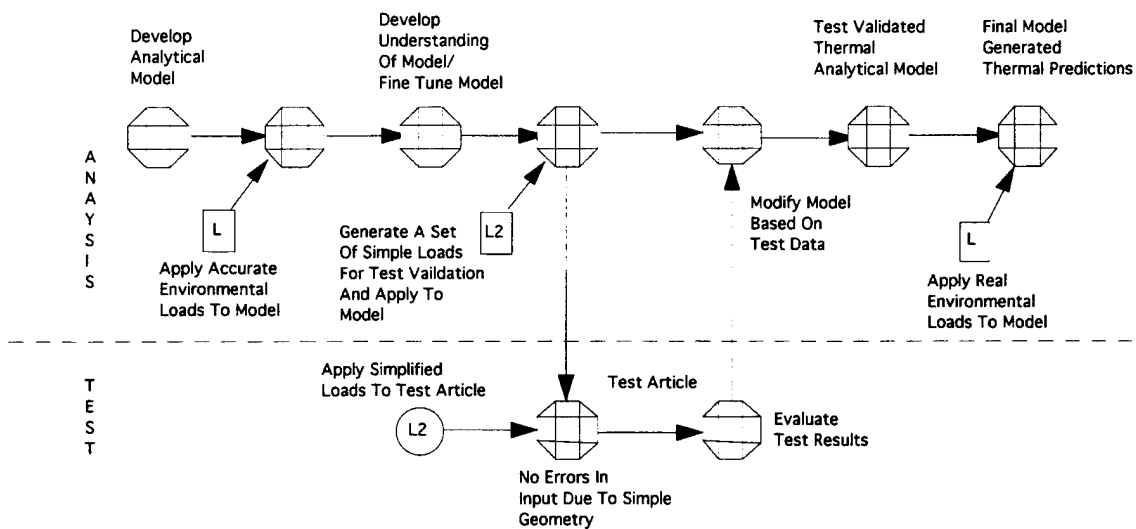 Develop
Analytical
Model
Develop
Understanding
Of Model/
Fine Tune Model
Test Validated
Thermal
Analytical Model
Final Model
Generated
Thermal Predictions
A
N
A
Y
S
I
S
L
Apply Accurate
Environmental
Loads To Model
Generate A Set
Of Simple Loads
For Test Vaildation
And Apply To
Model
L2
Modify Model
Based On
Test Data
L
Apply Real
Environmental
Loads To Model
T
E
S
T
Apply Simplified
Loads To Test Article
L2
Test Article
No Errors In
Input Due To Simple
Geometry
Evaluate
Test Results